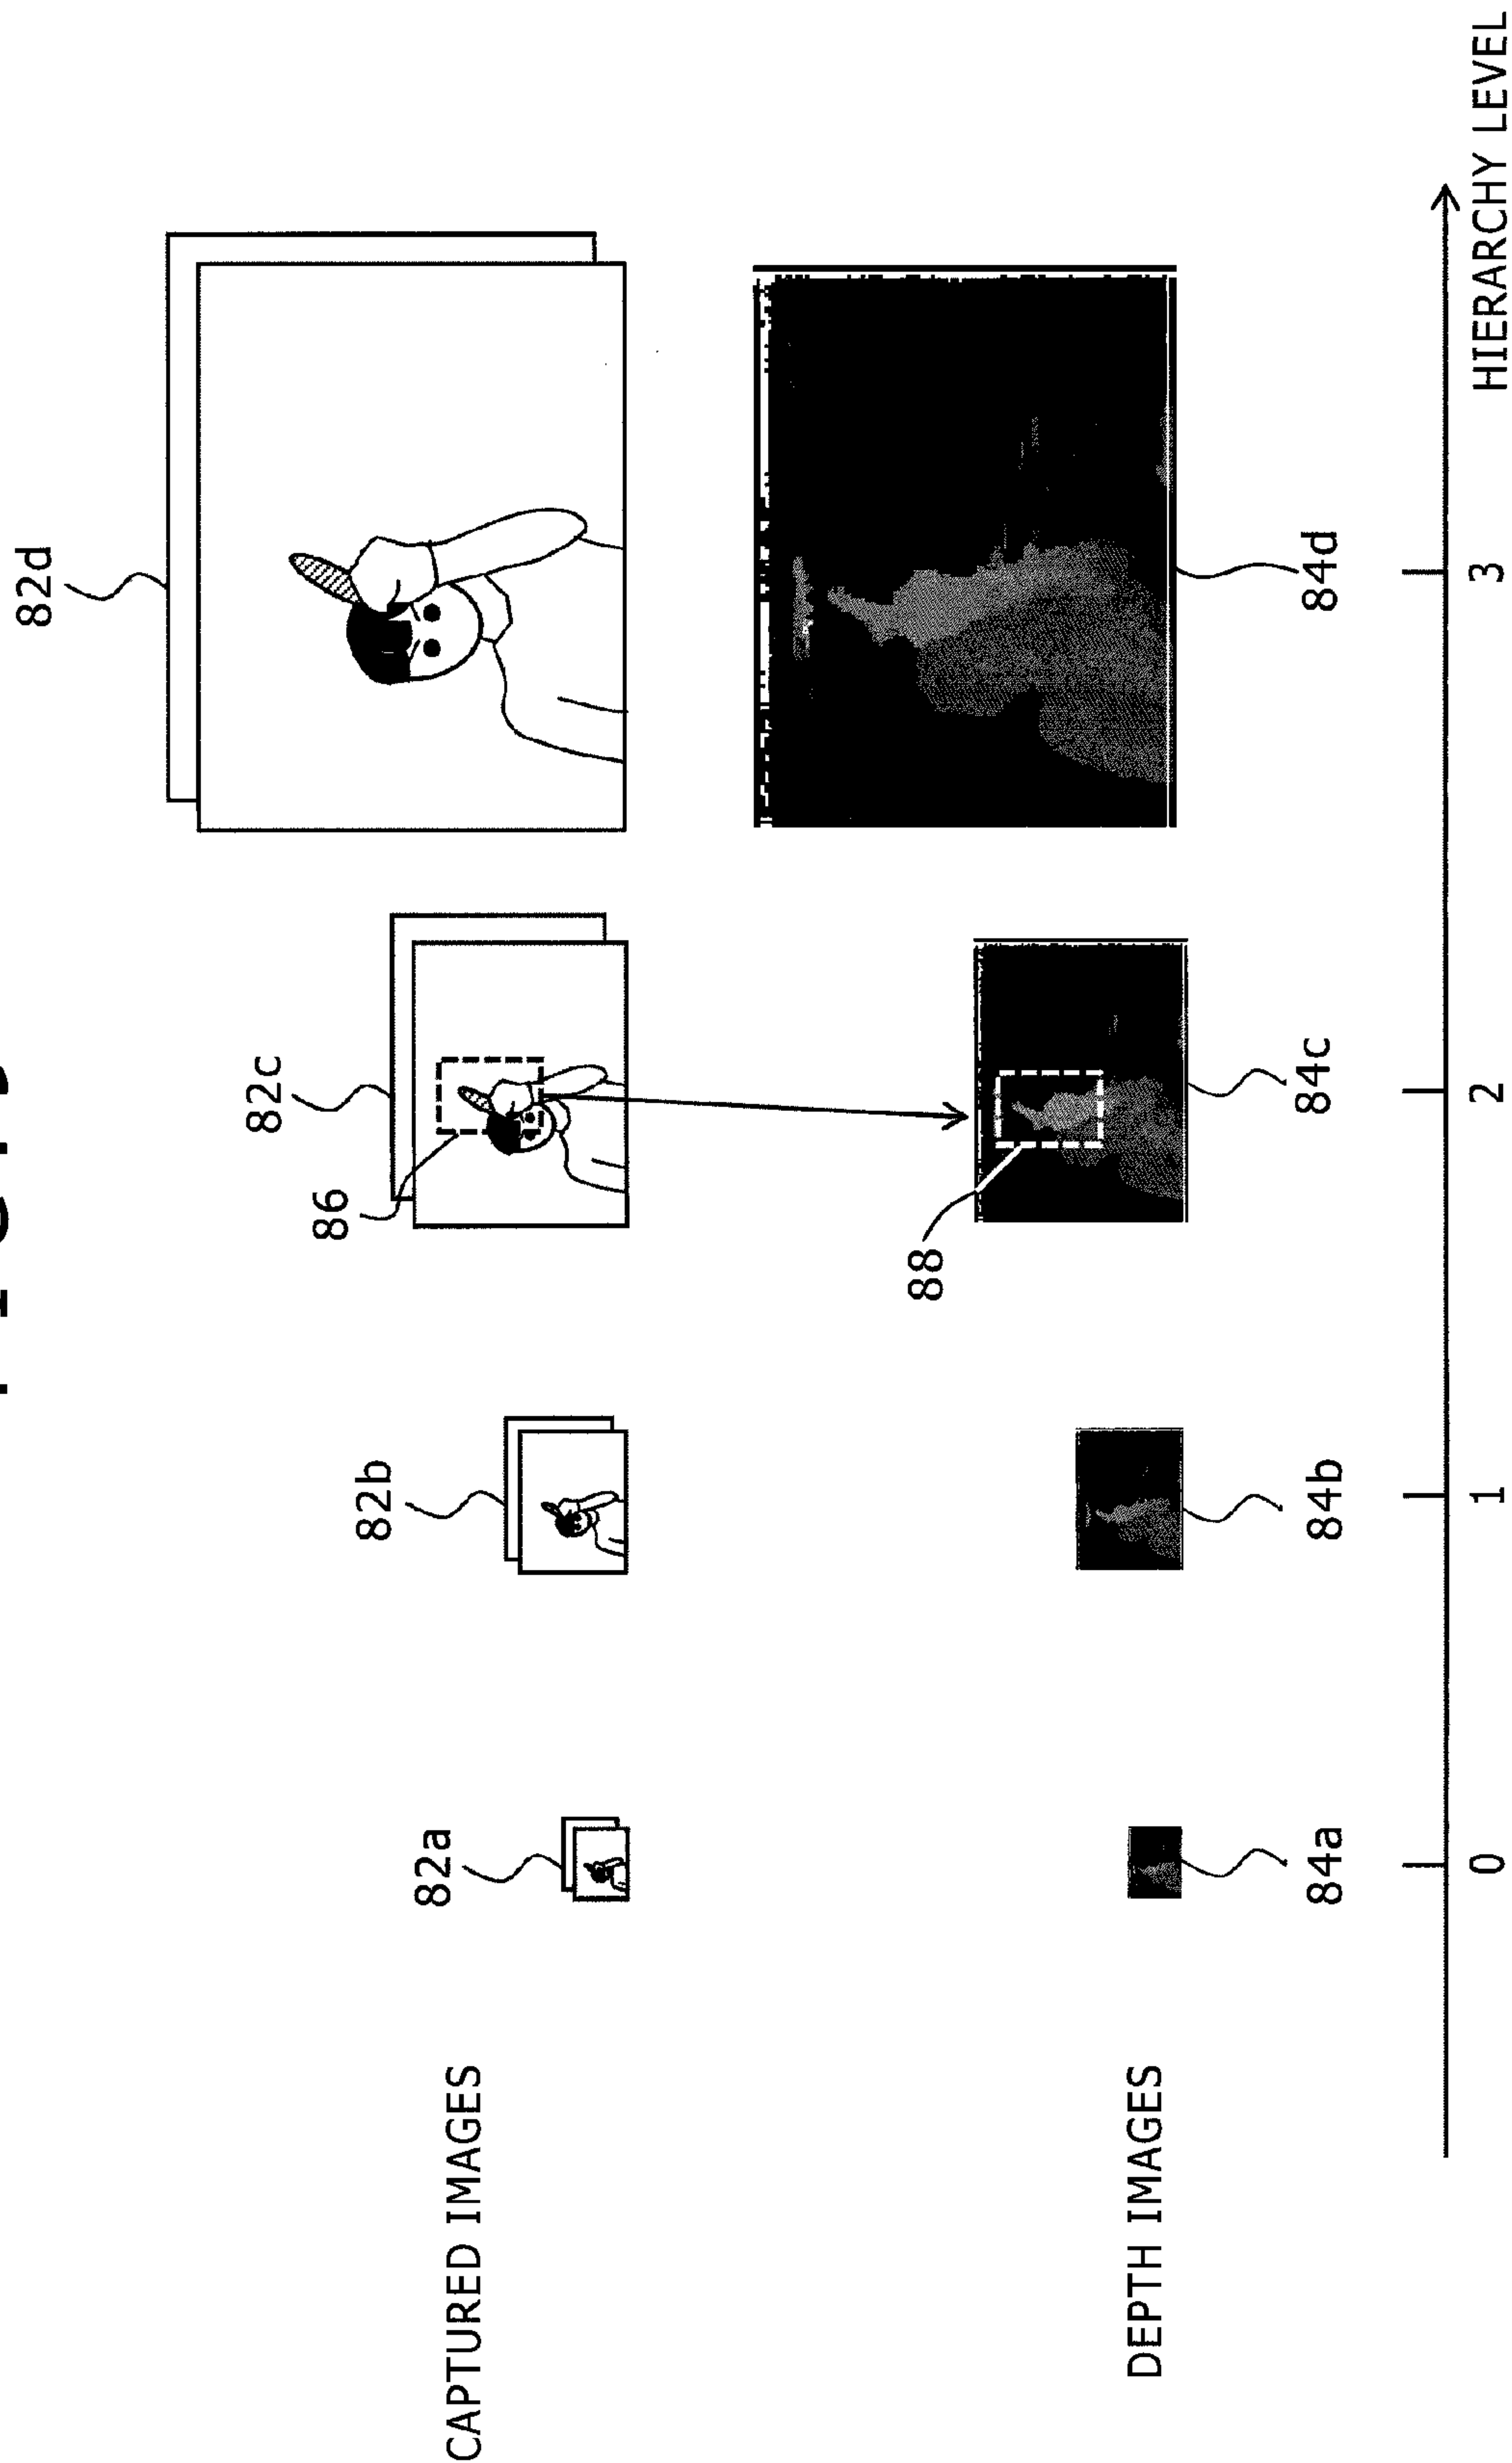 CAPTURED IMAGES
82a
82b
82c
82d
86
DEPTH IMAGES
88
84a
84b
84c
84d
0
1
2
3
HIERARCHY LEVEL